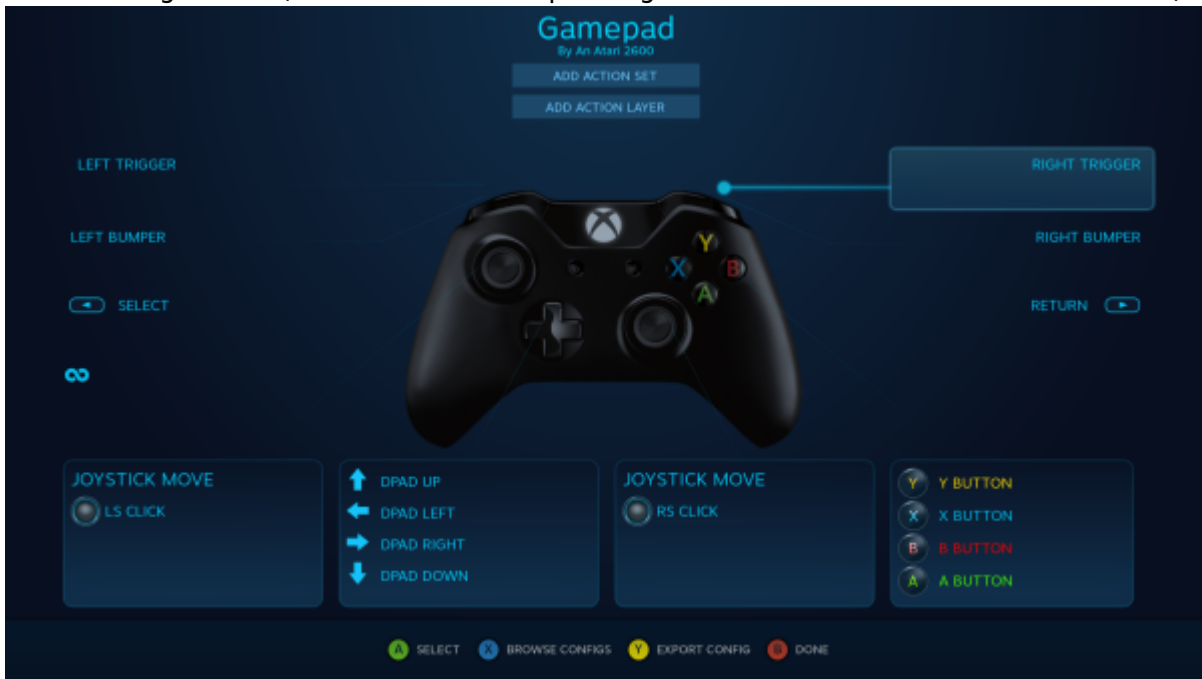 Gamepad
By An Atari 2600
ADD ACTION SET
ADD ACTION LAYER
LEFT TRIGGER
RIGHT TRIGGER
LEFT BUMPER
RIGHT BUMPER
SELECT
RETURN
Y
X
B
A
JOYSTICK MOVE
LS CLICK
DPAD UP
DPAD LEFT
DPAD RIGHT
DPAD DOWN
JOYSTICK MOVE
RS CLICK
Y Y BUTTON
X X BUTTON
B B BUTTON
A A BUTTON
A SELECT X BROWSE CONFIGS Y EXPORT CONFIG B DONE